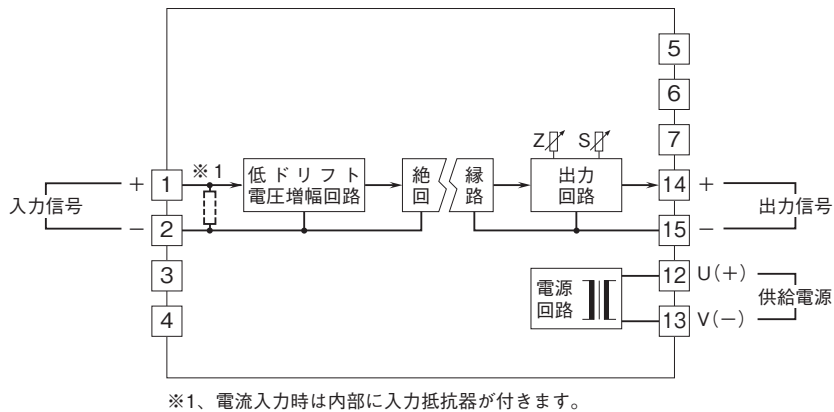 5
6
7
Z S
※1
+ 1 低ドリフト 絶 縁 出力 14 +
電圧増幅回路 回 路 回路
入力信号 出力信号
− 2 15 −
3 12 U(+)
電源 供給電源
回路
4 13 V(−)
※1、電流入力時は内部に入力抵抗器が付きます。